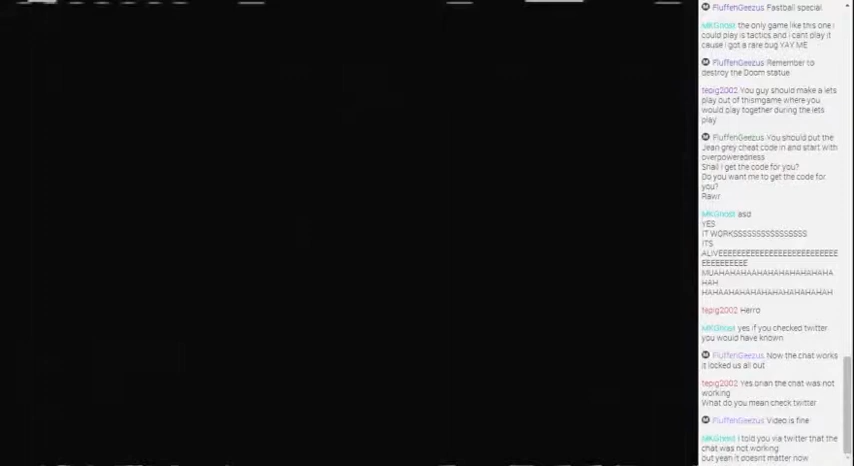 FluffenGeezus Fastball special
MKGhost the only game like this one i
could play is tactics and i cant play it
cause i got a rare bug YAY ME
FluffenGeezus Remember to
destroy the Doom statue
tepig2002 You guy should make a lets
play out of thismgame where you
would play together during the lets
play
FluffenGeezus You should put the
Jean grey cheat code in and start with
overpoweredness
Shall I get the code for you?
Do you want me to get the code for
you?
Rawr
MKGhost asd
YES
IT WORKSSSSSSSSSSSSSSSS
ITS
ALIVEEEEEEEEEEEEEEEEEEEEEEEEEE
EEEEEEEEEE
MUAHAHAHAAHAHAHAHAHAHAHA
HAH
HAHAAHAHAHAHAHAHAHAHAHAH
tepig2002 Herro
MKGhost yes if you checked twitter
you would have known
FluffenGeezus Now the chat works
it locked us all out
tepig2002 Yes brian the chat was not
working
What do you mean check twitter
FluffenGeezus Video is fine
MKGhost i told you via twitter that the
chat was not working
but yeah it doesnt matter now